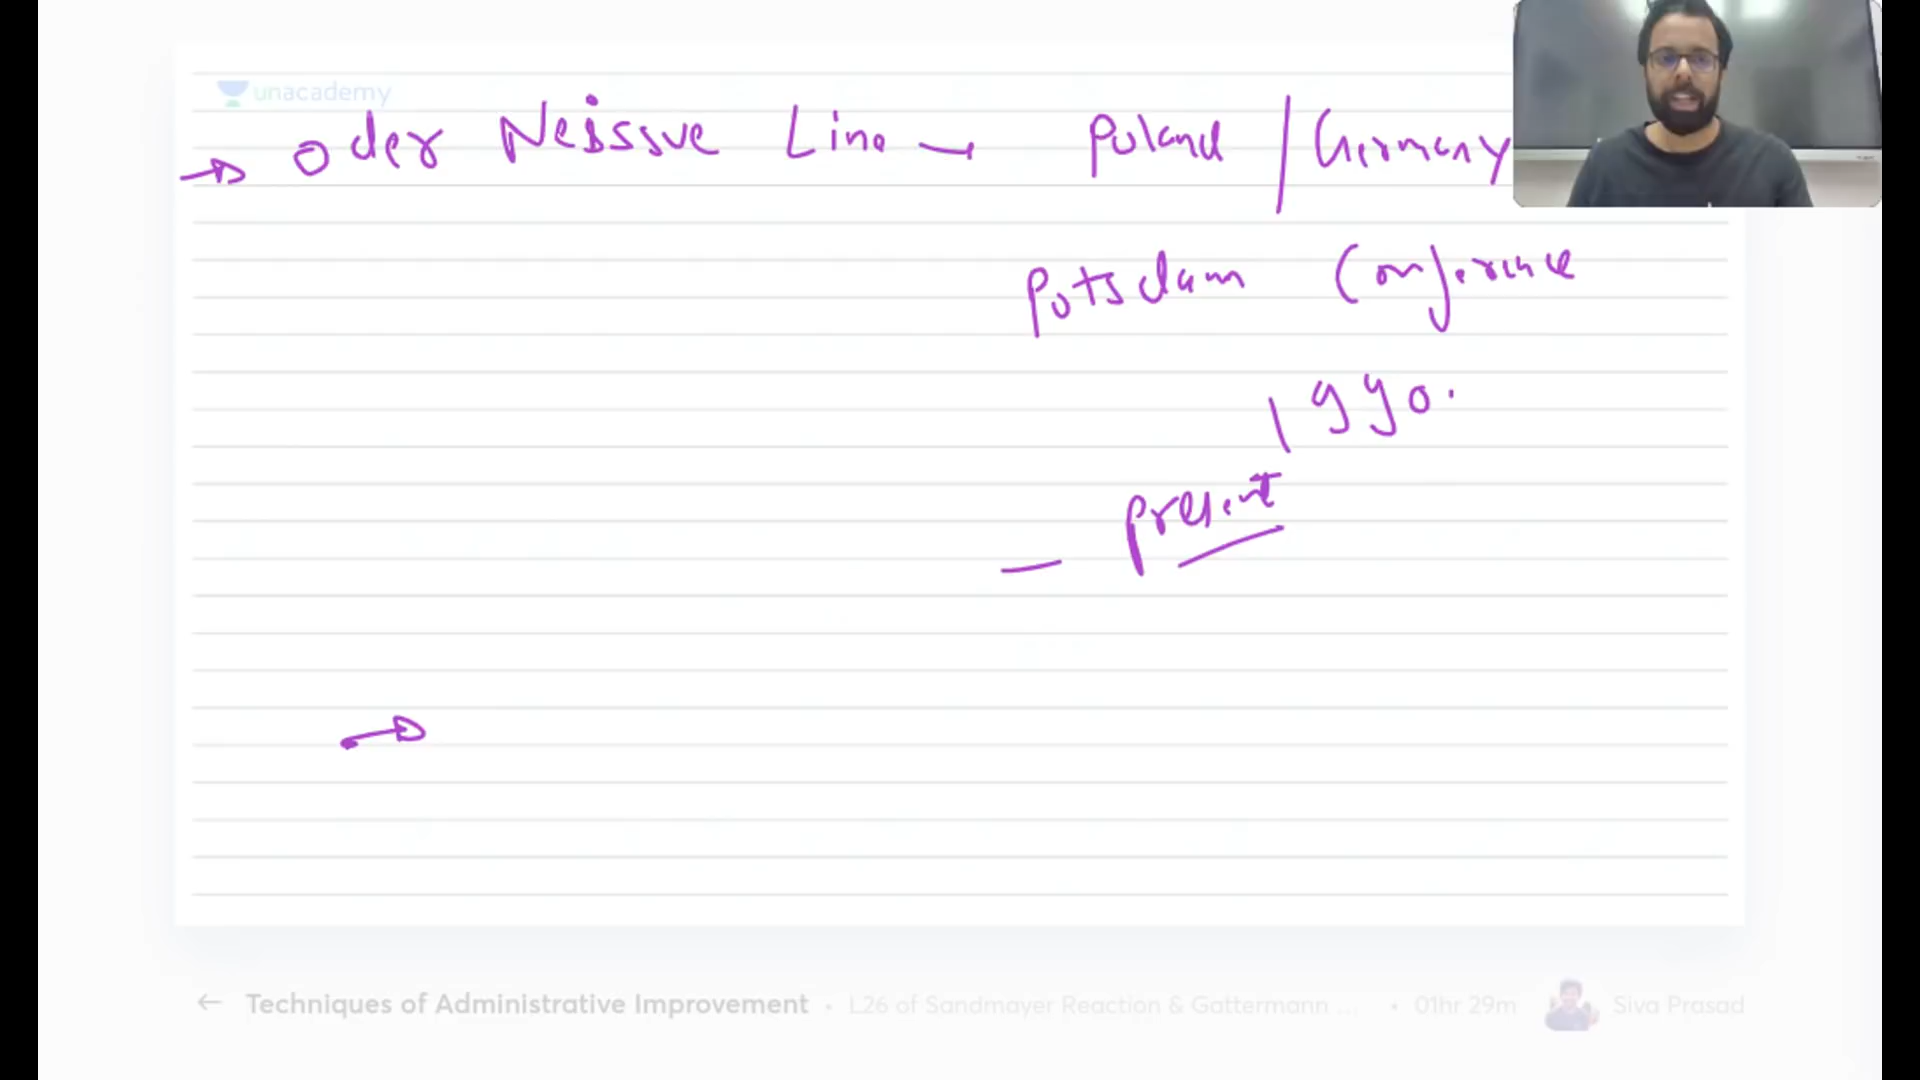 unacademy
→ Oder Neissve Line — Poland / Germany
Potsdam Conference
1990.
— present
→
← Techniques of Administrative Improvement • L26 of Sandmayer Reaction & Gattermann ... • 01hr 29m Siva Prasad